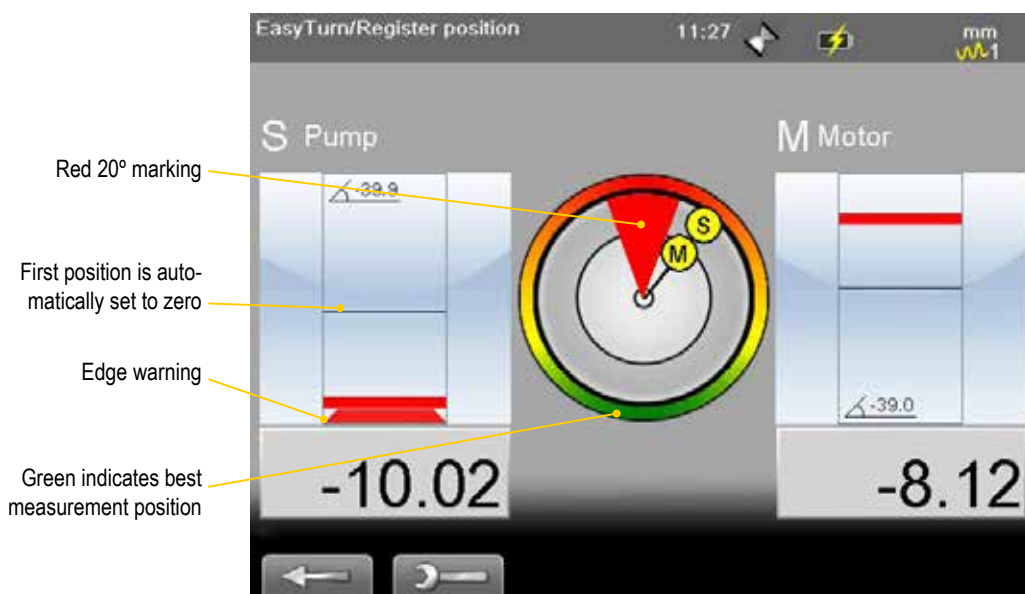 EasyTurn/Register position
11:27
mm
1
S Pump
M Motor
Red 20º marking
-39.9
S
M
First position is auto-
matically set to zero
Edge warning
-39.0
Green indicates best
measurement position
-10.02
-8.12